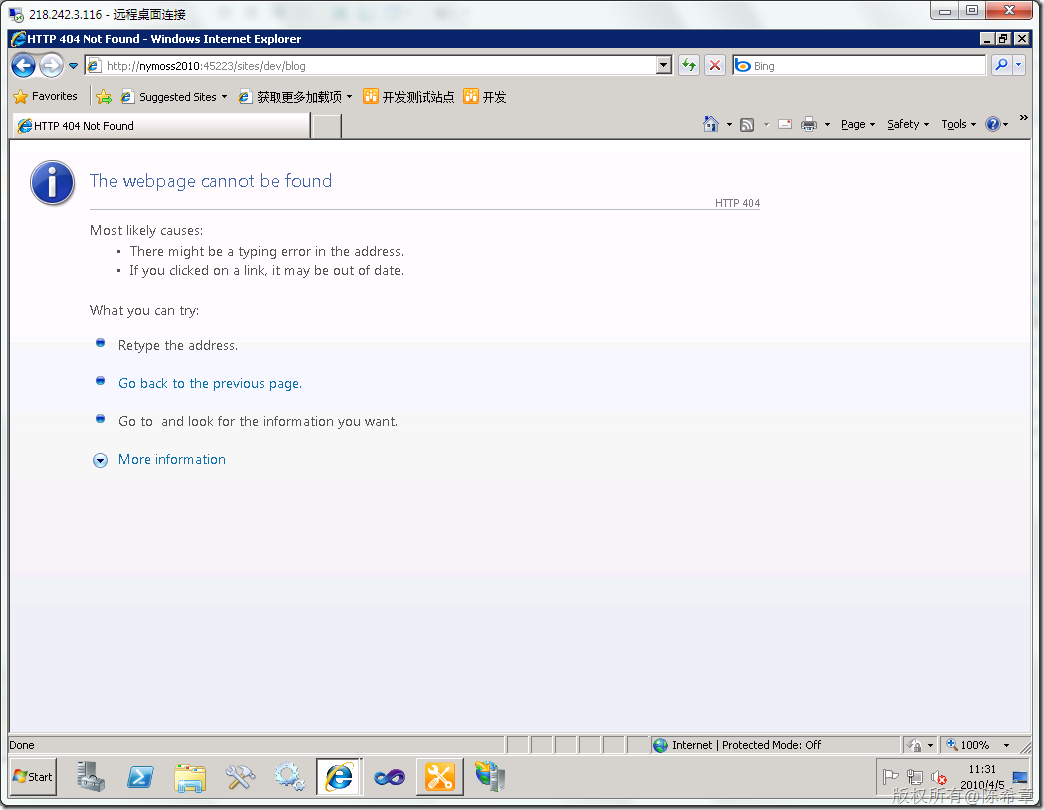 218.242.3.116 - 远程桌面连接
HTTP 404 Not Found - Windows Internet Explorer
http://nymoss2010:45223/sites/dev/blog
Bing
Favorites
Suggested Sites
获取更多加载项
开发测试站点
开发
HTTP 404 Not Found
Page
Safety
Tools
The webpage cannot be found
HTTP 404
Most likely causes:
• There might be a typing error in the address.
• If you clicked on a link, it may be out of date.
What you can try:
Retype the address.
Go back to the previous page.
Go to  and look for the information you want.
More information
Done
Internet | Protected Mode: Off
100%
Start
11:31
2010/4/5
版权所有@陈希章